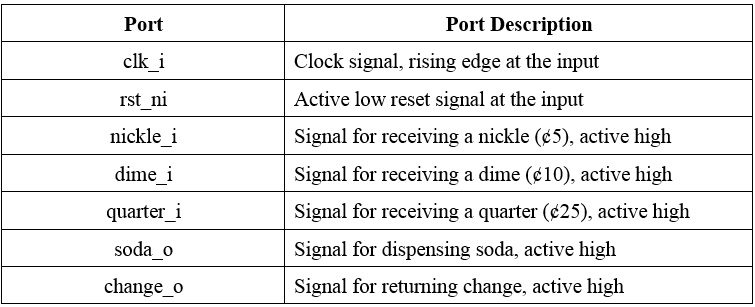 Port Port Description
clk_i Clock signal, rising edge at the input
rst_ni Active low reset signal at the input
nickle_i Signal for receiving a nickle (¢5), active high
dime_i Signal for receiving a dime (¢10), active high
quarter_i Signal for receiving a quarter (¢25), active high
soda_o Signal for dispensing soda, active high
change_o Signal for returning change, active high